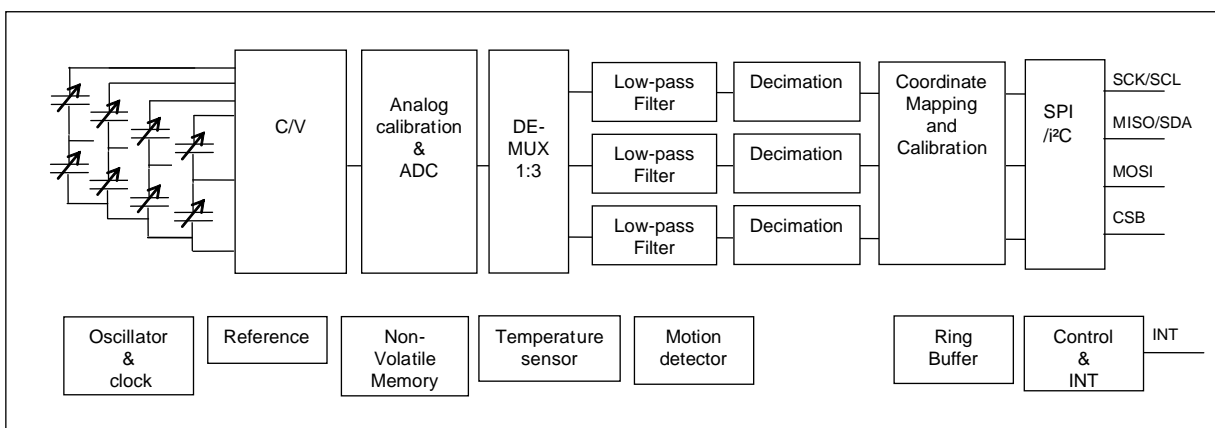 C/V
Analog
calibration
&
ADC
DE-
MUX
1:3
Low-pass
Filter
Decimation
Low-pass
Filter
Decimation
Low-pass
Filter
Decimation
Coordinate
Mapping
and
Calibration
SPI
/i²C
SCK/SCL
MISO/SDA
MOSI
CSB
Oscillator
&
clock
Reference
Non-
Volatile
Memory
Temperature
sensor
Motion
detector
Ring
Buffer
Control
&
INT
INT